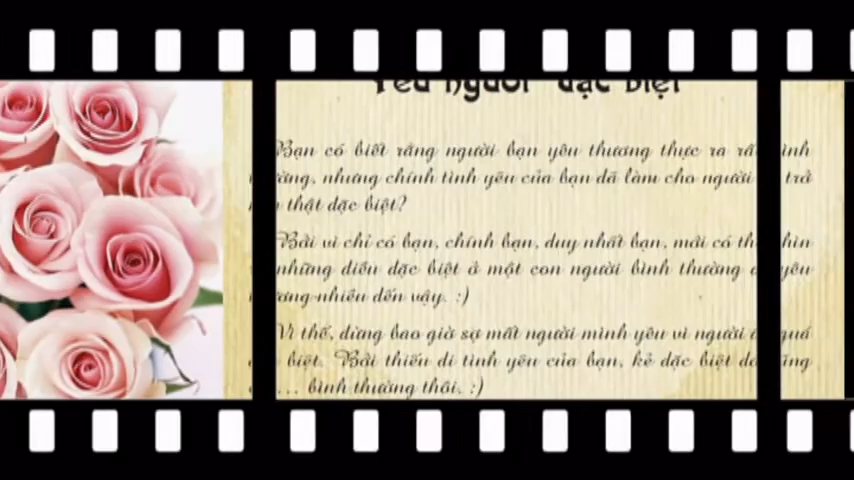 Yêu người "đặc biệt"
Bạn có biết rằng người bạn yêu thương thực ra rất
nhưng chính tình yêu của bạn đã làm cho người trở
thật đặc biệt?
Bởi vì chỉ có bạn, chính bạn, duy nhất bạn, mới có
những điều đặc biệt ở một con người bình thường yêu
nhiều đến vậy. :)
Vì thế, đừng bao giờ sợ mất người mình yêu vì người quá
biệt. Bởi thiếu đi tình yêu của bạn, kẻ đặc biệt
... bình thường thôi. :)